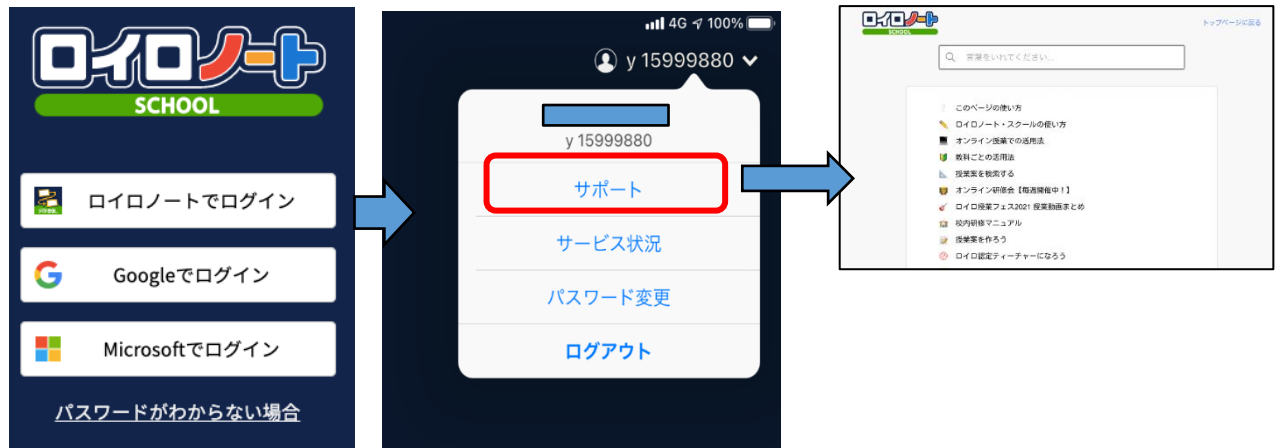 ロイロノート
SCHOOL
ロイロノートでログイン
Googleでログイン
Microsoftでログイン
パスワードがわからない場合
4G 100%
y 15999880
y 15999880
サポート
サービス状況
パスワード変更
ログアウト
ロイロノート
SCHOOL
トップページに戻る
言葉をいれてください...
このページの使い方
ロイロノート・スクールの使い方
オンライン授業での活用法
教科ごとの活用法
授業案を検索する
オンライン研修会【毎週開催中！】
ロイロ授業フェス2021 授業動画まとめ
校内研修マニュアル
授業案を作ろう
ロイロ認定ティーチャーになろう